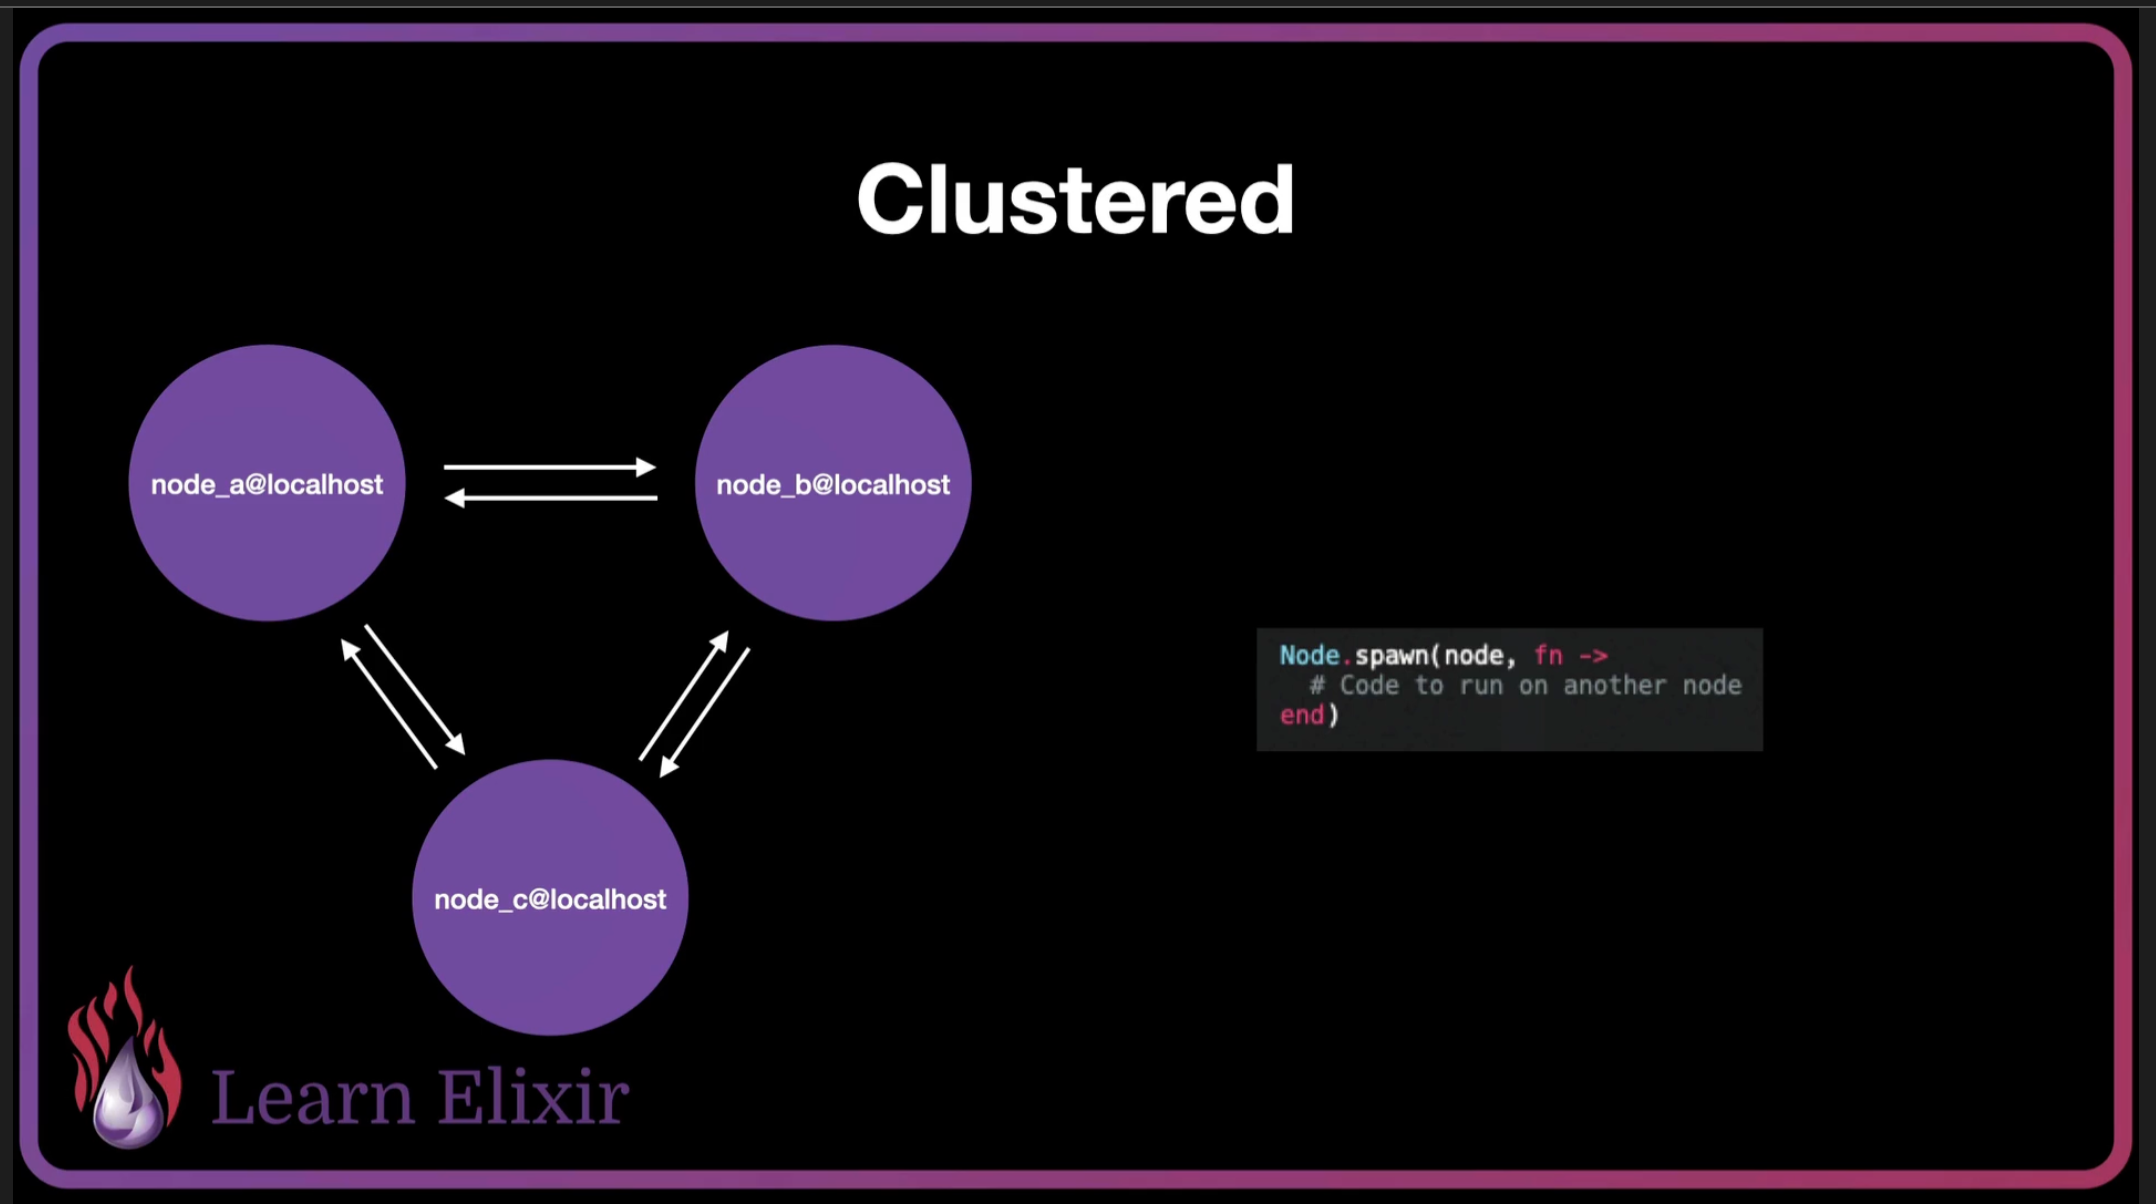 Clustered
node_a@localhost
node_b@localhost
node_c@localhost
Node.spawn(node, fn ->
  # Code to run on another node
end)
Learn Elixir